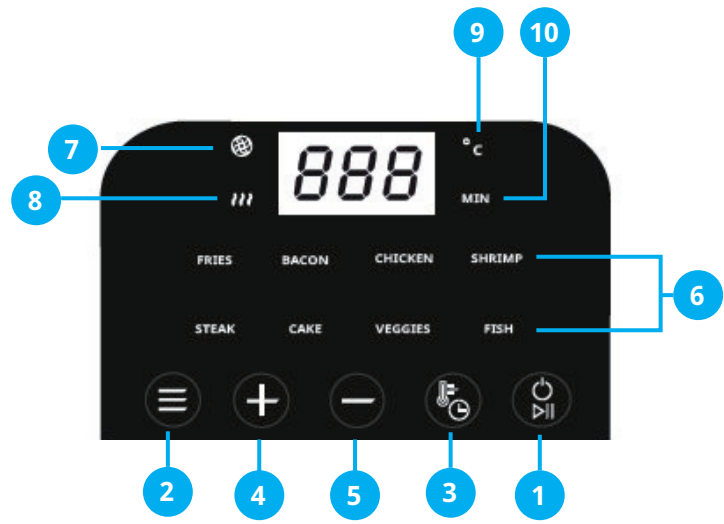 9 10
7 888 °C
8 MIN
FRIES BACON CHICKEN SHRIMP
6
STEAK CAKE VEGGIES FISH
2 4 5 3 1